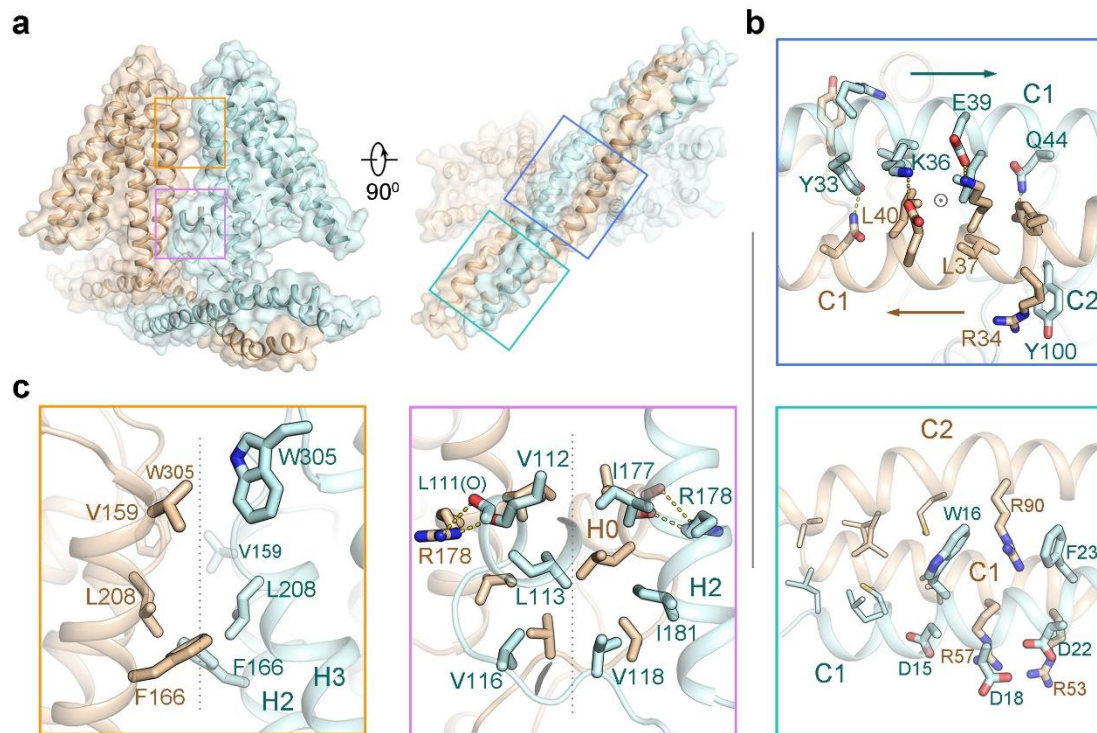 a
90⁰
b
E39
C1
Q44
K36
Y33
L40
L37
C1
C2
R34
Y100
c
W305
W305
V159
V159
L208
L208
F166
F166
H3
H2
V112
L111(O)
I177
R178
R178
H0
L113
H2
I181
V116
V118
C2
W16
R90
C1
F23
C1
D15
R57
D22
D18
R53